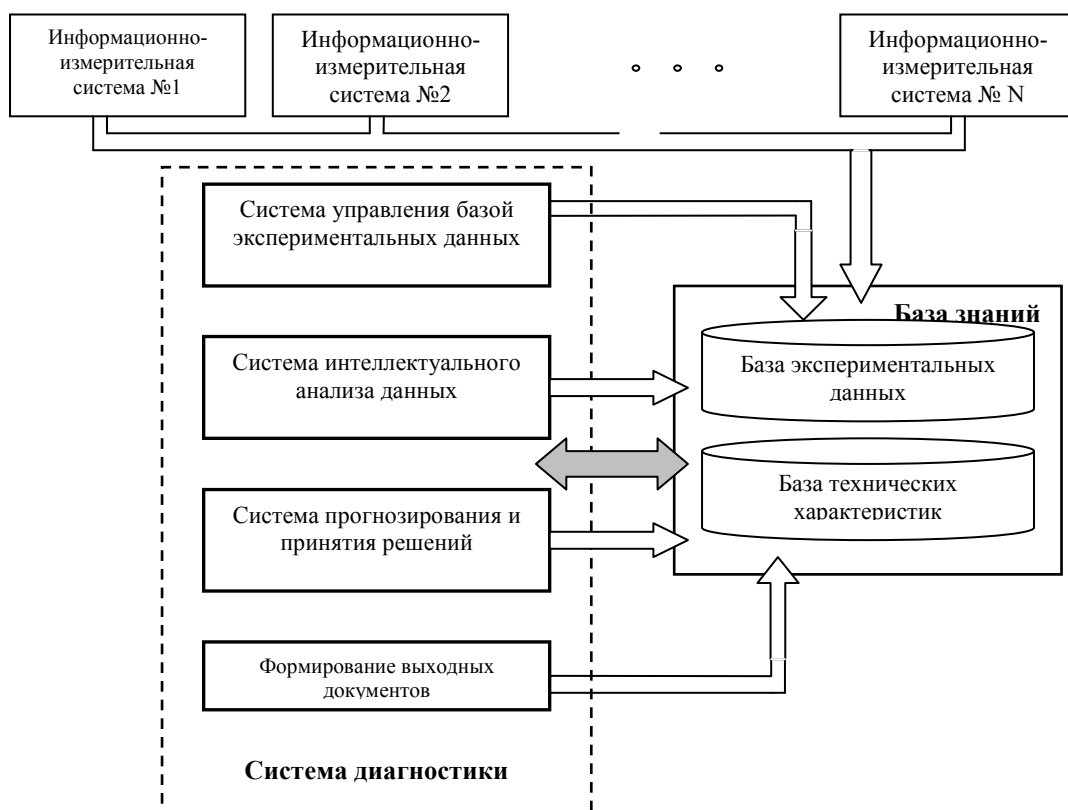 Информационно-
измерительная
система №1
Информационно-
измерительная
система №2
Информационно-
измерительная
система № N
Система управления базой
экспериментальных данных
База знаний
База экспериментальных
данных
Система интеллектуального
анализа данных
База технических
характеристик
Система прогнозирования и
принятия решений
Формирование выходных
документов
Система диагностики